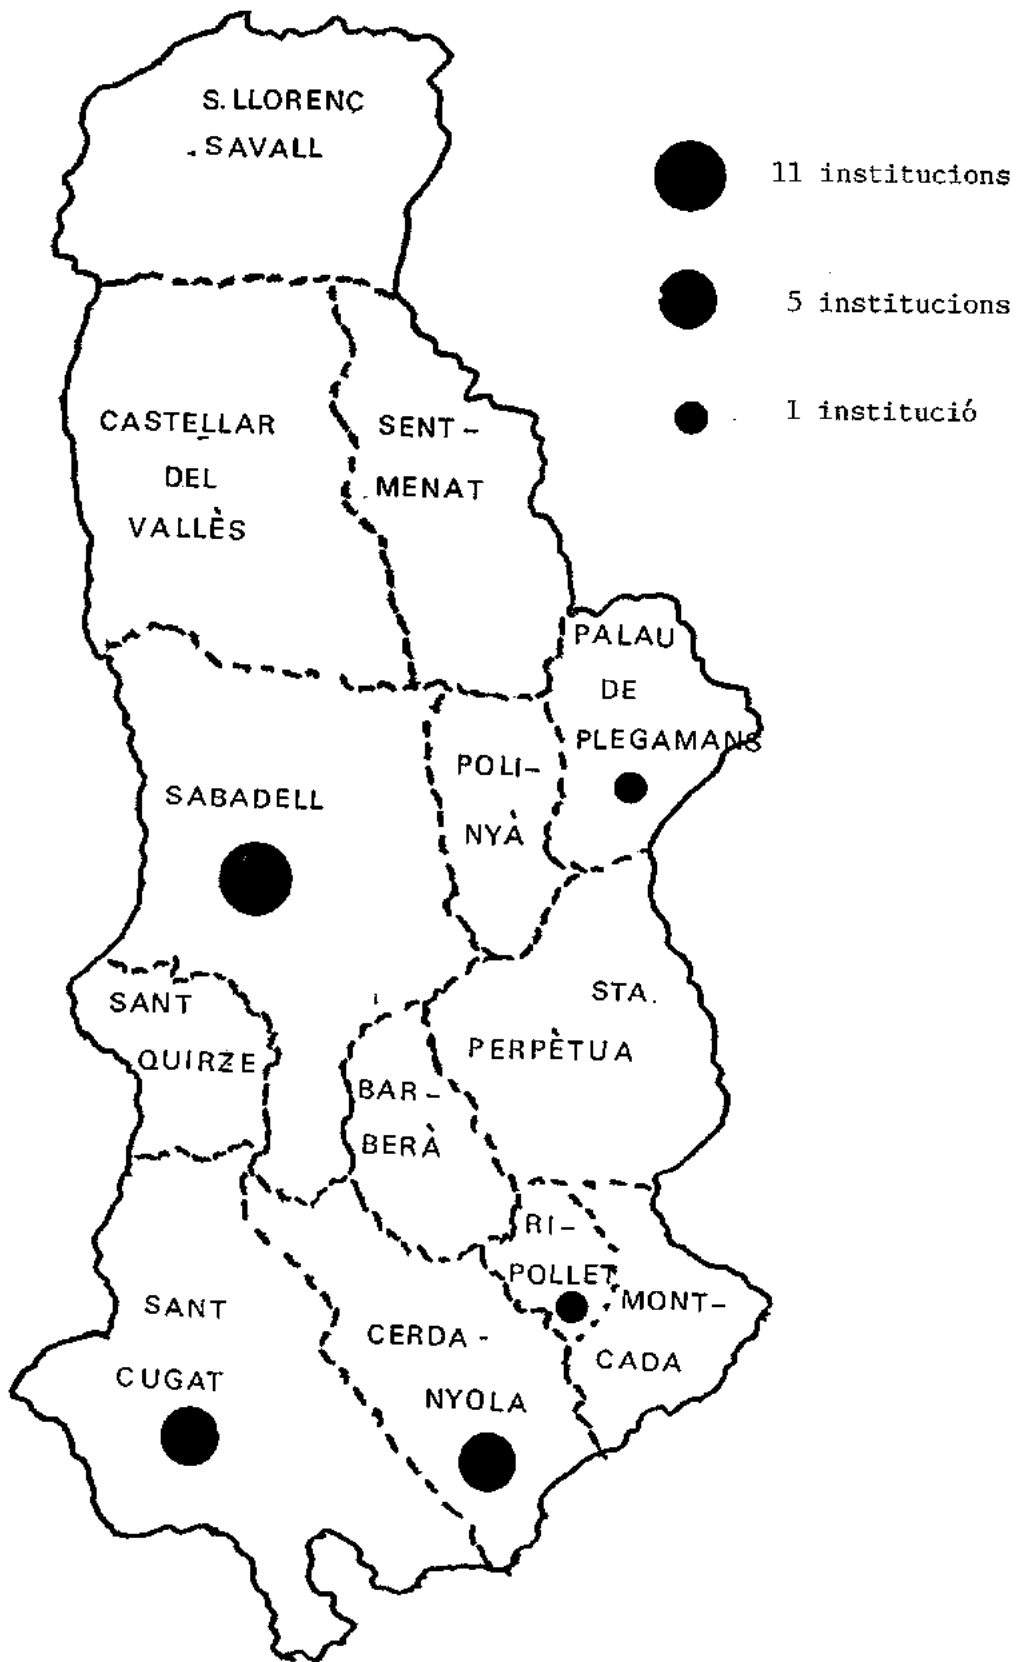 S. LLORENÇ
SAVALL
11 institucions
5 institucions
1 institució
CASTELLAR
DEL
VALLÈS
SENT-
MENAT
PALAU
DE
PLEGAMANS
POLI-
NYÀ
SABADELL
SANT
QUIRZE
STA.
PERPÈTUA
BAR-
BERÀ
RI-
POLLET
MONT-
CADA
SANT
CUGAT
CERDA-
NYOLA